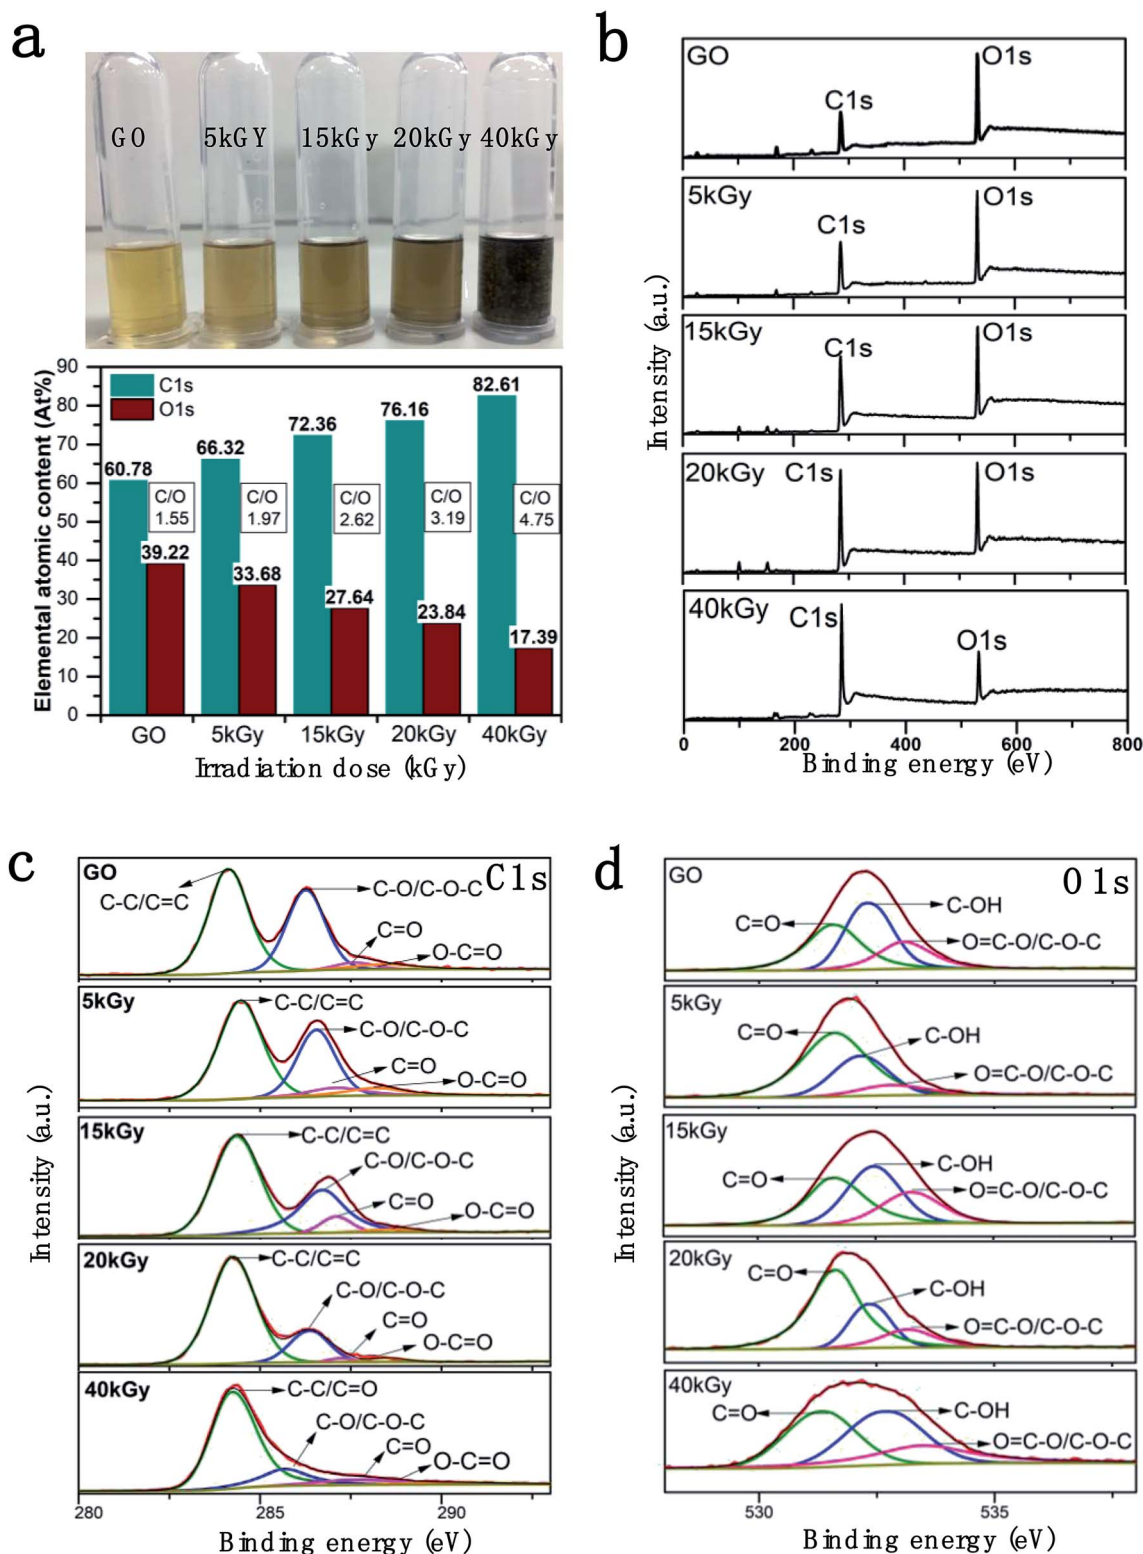 a
GO 5kGY 15kGy 20kGy 40kGy
Elemental atomic content (At%)
90
80
70
60
50
40
30
20
10
0
C1s
O1s
60.78
39.22
C/O
1.55
66.32
33.68
C/O
1.97
72.36
27.64
C/O
2.62
76.16
23.84
C/O
3.19
82.61
17.39
C/O
4.75
GO 5kGy 15kGy 20kGy 40kGy
Irradiation dose (kGy)
b
Intensity (a.u.)
GO
C1s
O1s
5kGy
C1s
O1s
15kGy
C1s
O1s
20kGy
C1s
O1s
40kGy
C1s
O1s
0 200 400 600 800
Binding energy (eV)
c
Intensity (a.u.)
GO
C1s
C-C/C=C
C-O/C-O-C
C=O
O-C=O
5kGy
C-C/C=C
C-O/C-O-C
C=O
O-C=O
15kGy
C-C/C=C
C-O/C-O-C
C=O
O-C=O
20kGy
C-C/C=C
C-O/C-O-C
C=O
O-C=O
40kGy
C-C/C=O
C-O/C-O-C
C=O
O-C=O
280 285 290
Binding energy (eV)
d
Intensity (a.u.)
GO
O1s
C=O
C-OH
O=C-O/C-O-C
5kGy
C=O
C-OH
O=C-O/C-O-C
15kGy
C=O
C-OH
O=C-O/C-O-C
20kGy
C=O
C-OH
O=C-O/C-O-C
40kGy
C=O
C-OH
O=C-O/C-O-C
530 535
Binding energy (eV)